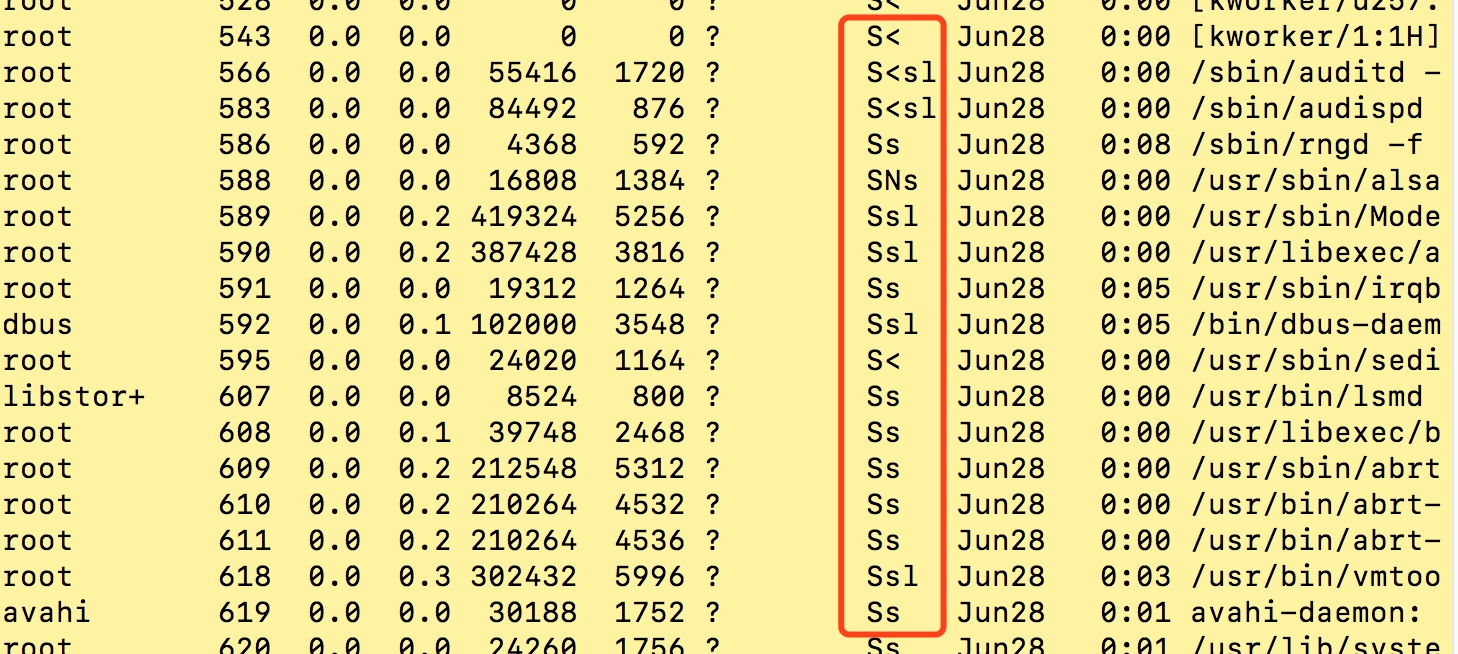 root 528 0.0 0.0 0 0 ? S< Jun28 0:00 [kworker/u257:
root 543 0.0 0.0 0 0 ? S< Jun28 0:00 [kworker/1:1H]
root 566 0.0 0.0 55416 1720 ? S<sl Jun28 0:00 /sbin/auditd -
root 583 0.0 0.0 84492 876 ? S<sl Jun28 0:00 /sbin/audispd
root 586 0.0 0.0 4368 592 ? Ss Jun28 0:08 /sbin/rngd -f
root 588 0.0 0.0 16808 1384 ? SNs Jun28 0:00 /usr/sbin/alsa
root 589 0.0 0.2 419324 5256 ? Ssl Jun28 0:00 /usr/sbin/Mode
root 590 0.0 0.2 387428 3816 ? Ssl Jun28 0:00 /usr/libexec/a
root 591 0.0 0.0 19312 1264 ? Ss Jun28 0:05 /usr/sbin/irqb
dbus 592 0.0 0.1 102000 3548 ? Ssl Jun28 0:05 /bin/dbus-daem
root 595 0.0 0.0 24020 1164 ? S< Jun28 0:00 /usr/sbin/sedi
libstor+ 607 0.0 0.0 8524 800 ? Ss Jun28 0:00 /usr/bin/lsmd
root 608 0.0 0.1 39748 2468 ? Ss Jun28 0:00 /usr/libexec/b
root 609 0.0 0.2 212548 5312 ? Ss Jun28 0:00 /usr/sbin/abrt
root 610 0.0 0.2 210264 4532 ? Ss Jun28 0:00 /usr/bin/abrt-
root 611 0.0 0.2 210264 4536 ? Ss Jun28 0:00 /usr/bin/abrt-
root 618 0.0 0.3 302432 5996 ? Ssl Jun28 0:03 /usr/bin/vmtoo
avahi 619 0.0 0.0 30188 1752 ? Ss Jun28 0:01 avahi-daemon:
root 620 0.0 0.0 24260 1756 ? Ss Jun28 0:01 /usr/lib/syste